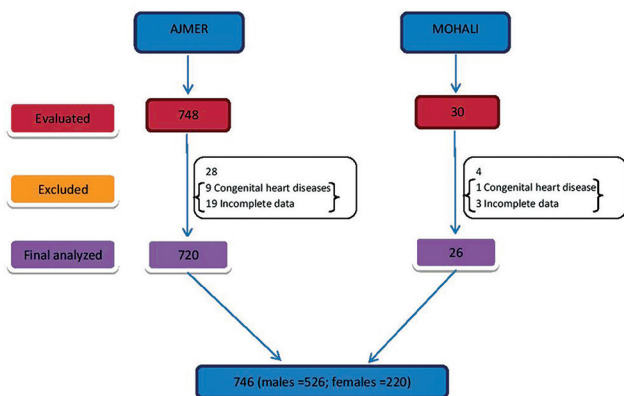 AJMER
MOHALI
Evaluated
748
30
28
9 Congenital heart diseases
19 Incomplete data
4
1 Congenital heart disease
3 Incomplete data
Excluded
Final analyzed
720
26
746 (males =526; females =220)